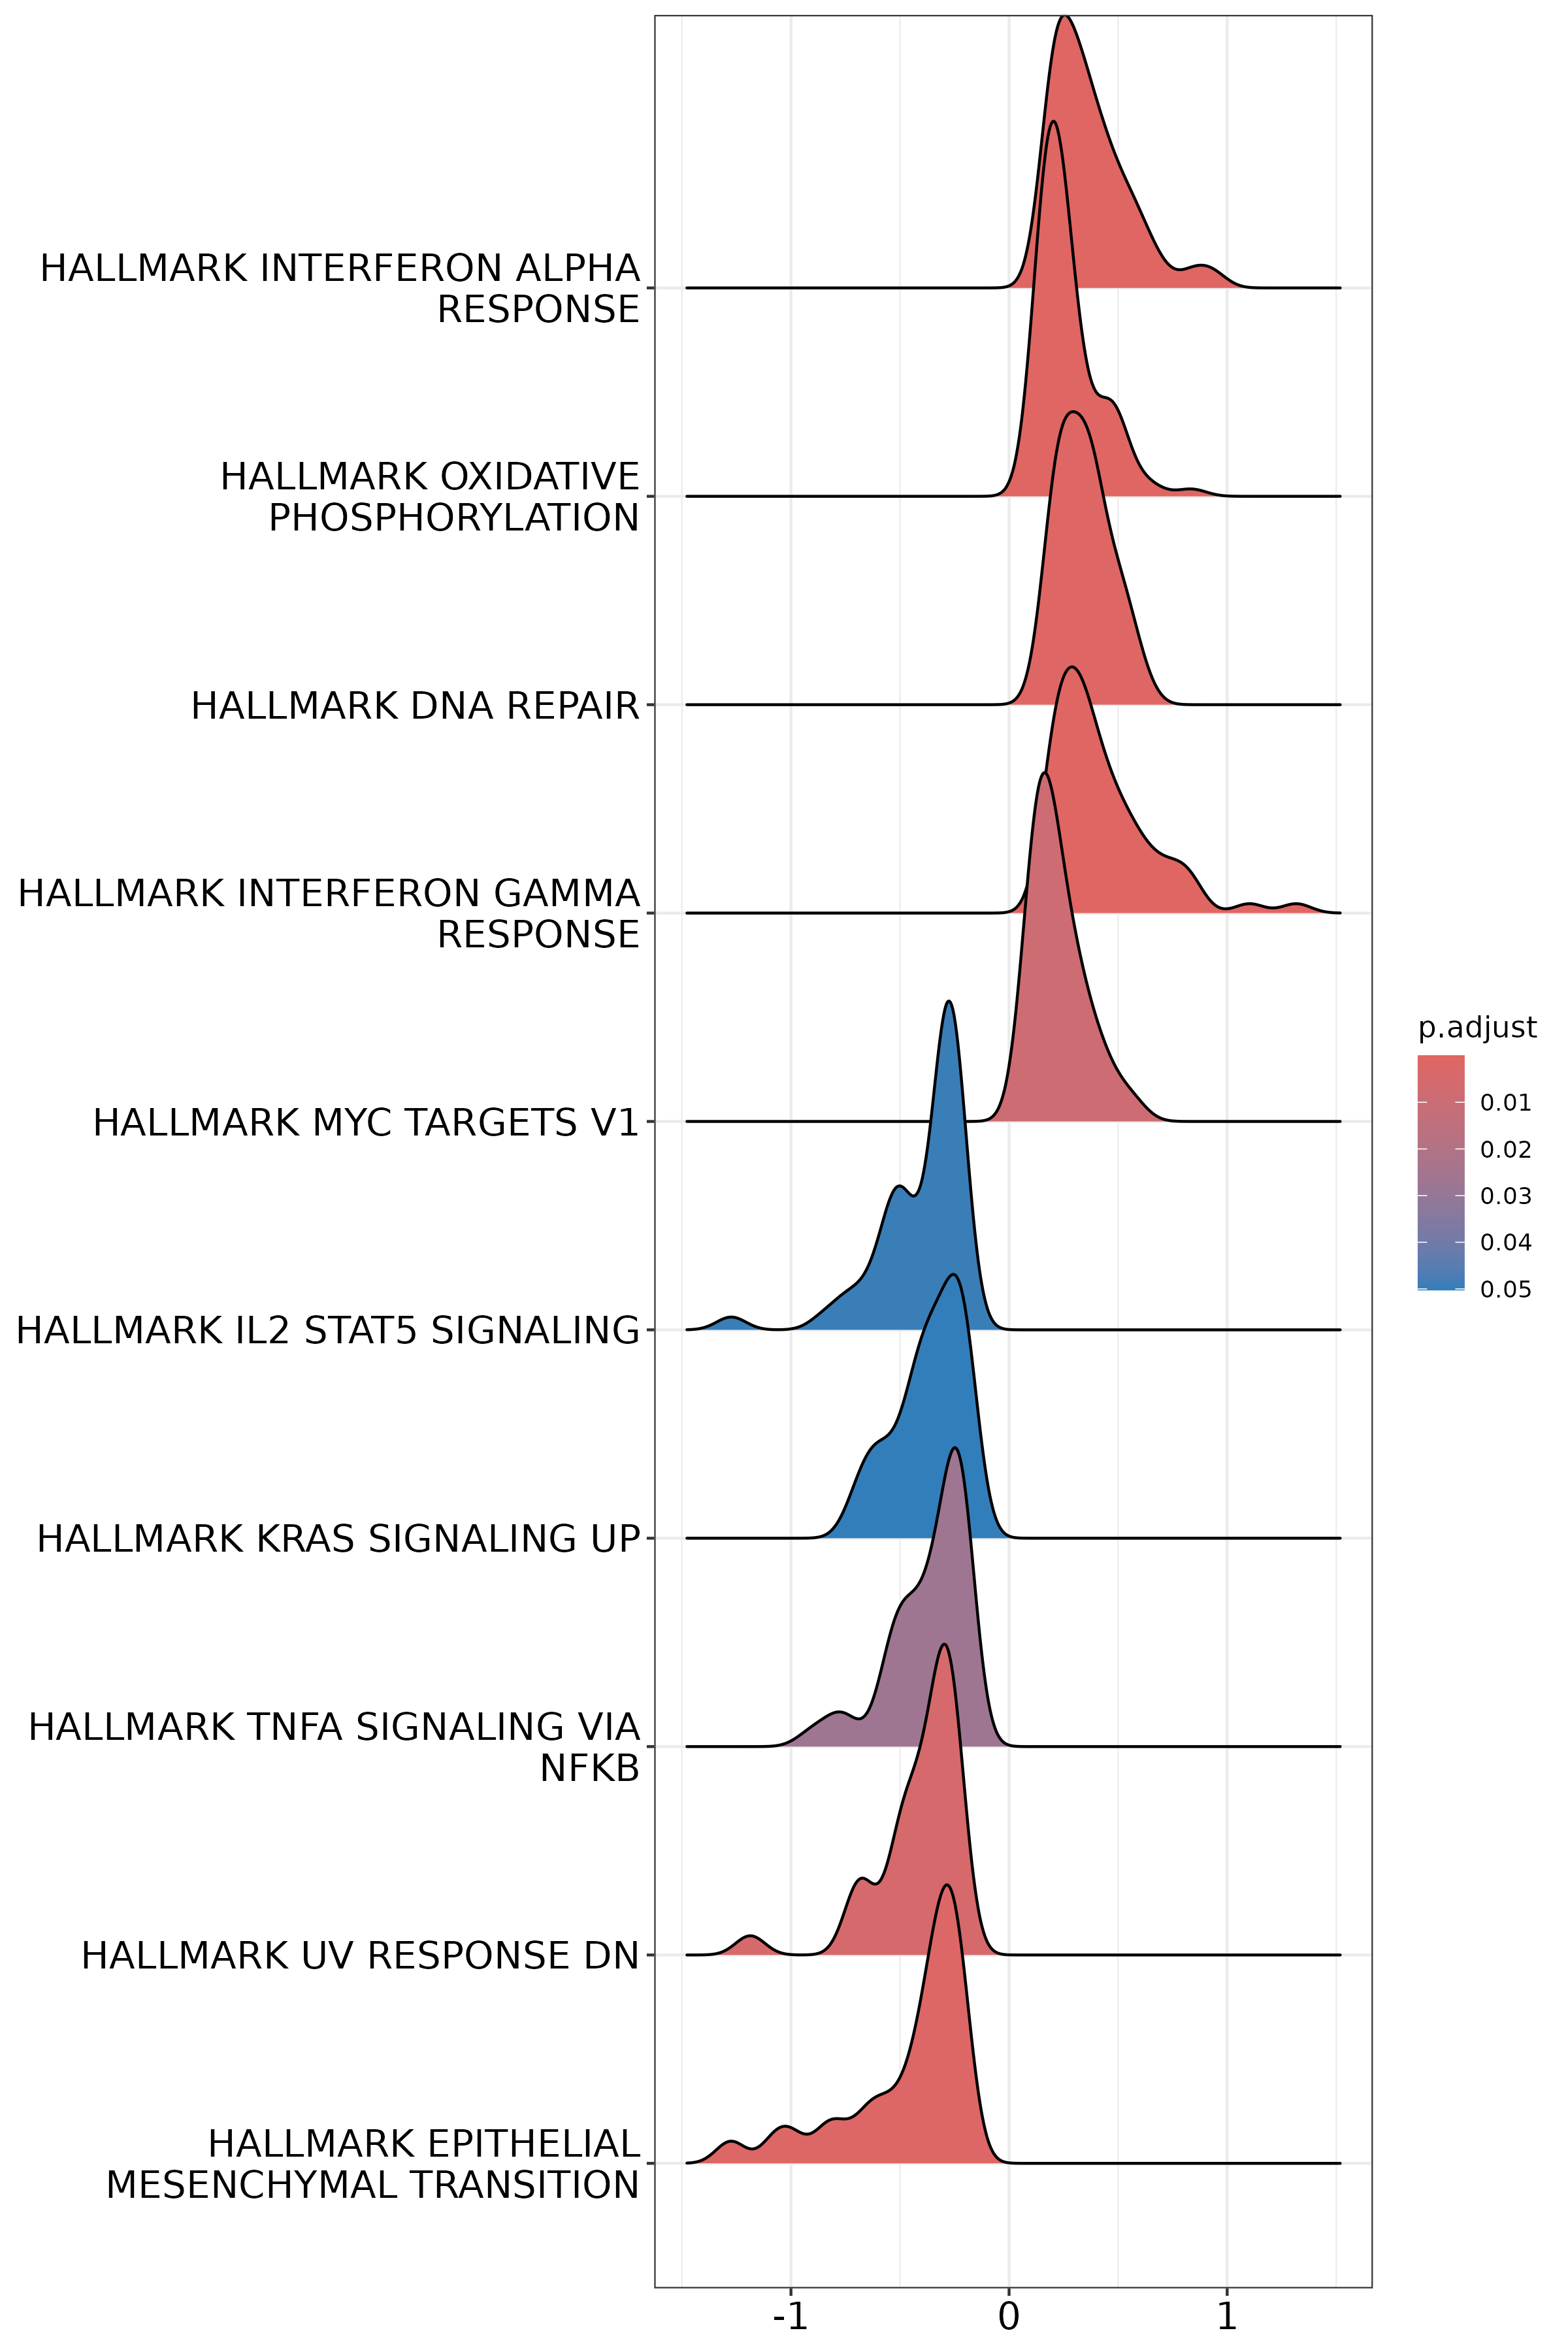 HALLMARK INTERFERON ALPHA
RESPONSE
HALLMARK OXIDATIVE
PHOSPHORYLATION
HALLMARK DNA REPAIR
HALLMARK INTERFERON GAMMA
RESPONSE
HALLMARK MYC TARGETS V1
HALLMARK IL2 STAT5 SIGNALING
HALLMARK KRAS SIGNALING UP
HALLMARK TNFA SIGNALING VIA
NFKB
HALLMARK UV RESPONSE DN
HALLMARK EPITHELIAL
MESENCHYMAL TRANSITION
-1 0 1
p.adjust
0.01
0.02
0.03
0.04
0.05